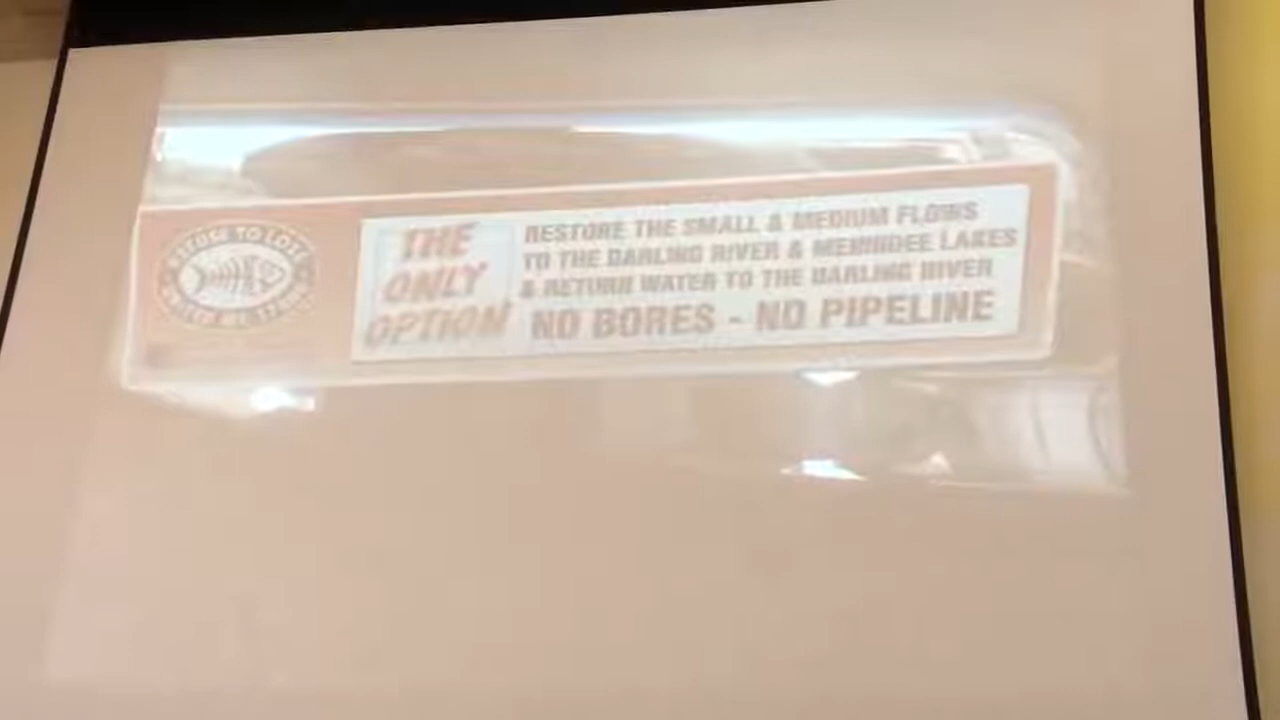 THE
ONLY
OPTION
RESTORE THE SMALL & MEDIUM FLOWS
TO THE DARLING RIVER & MENINDEE LAKES
& RETURN WATER TO THE DARLING RIVER
NO BORES - NO PIPELINE